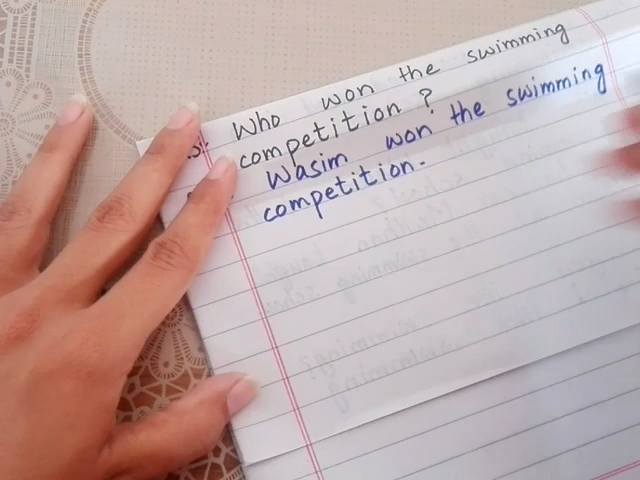 Who won the swimming
competition ?
Wasim won the swimming
competition.